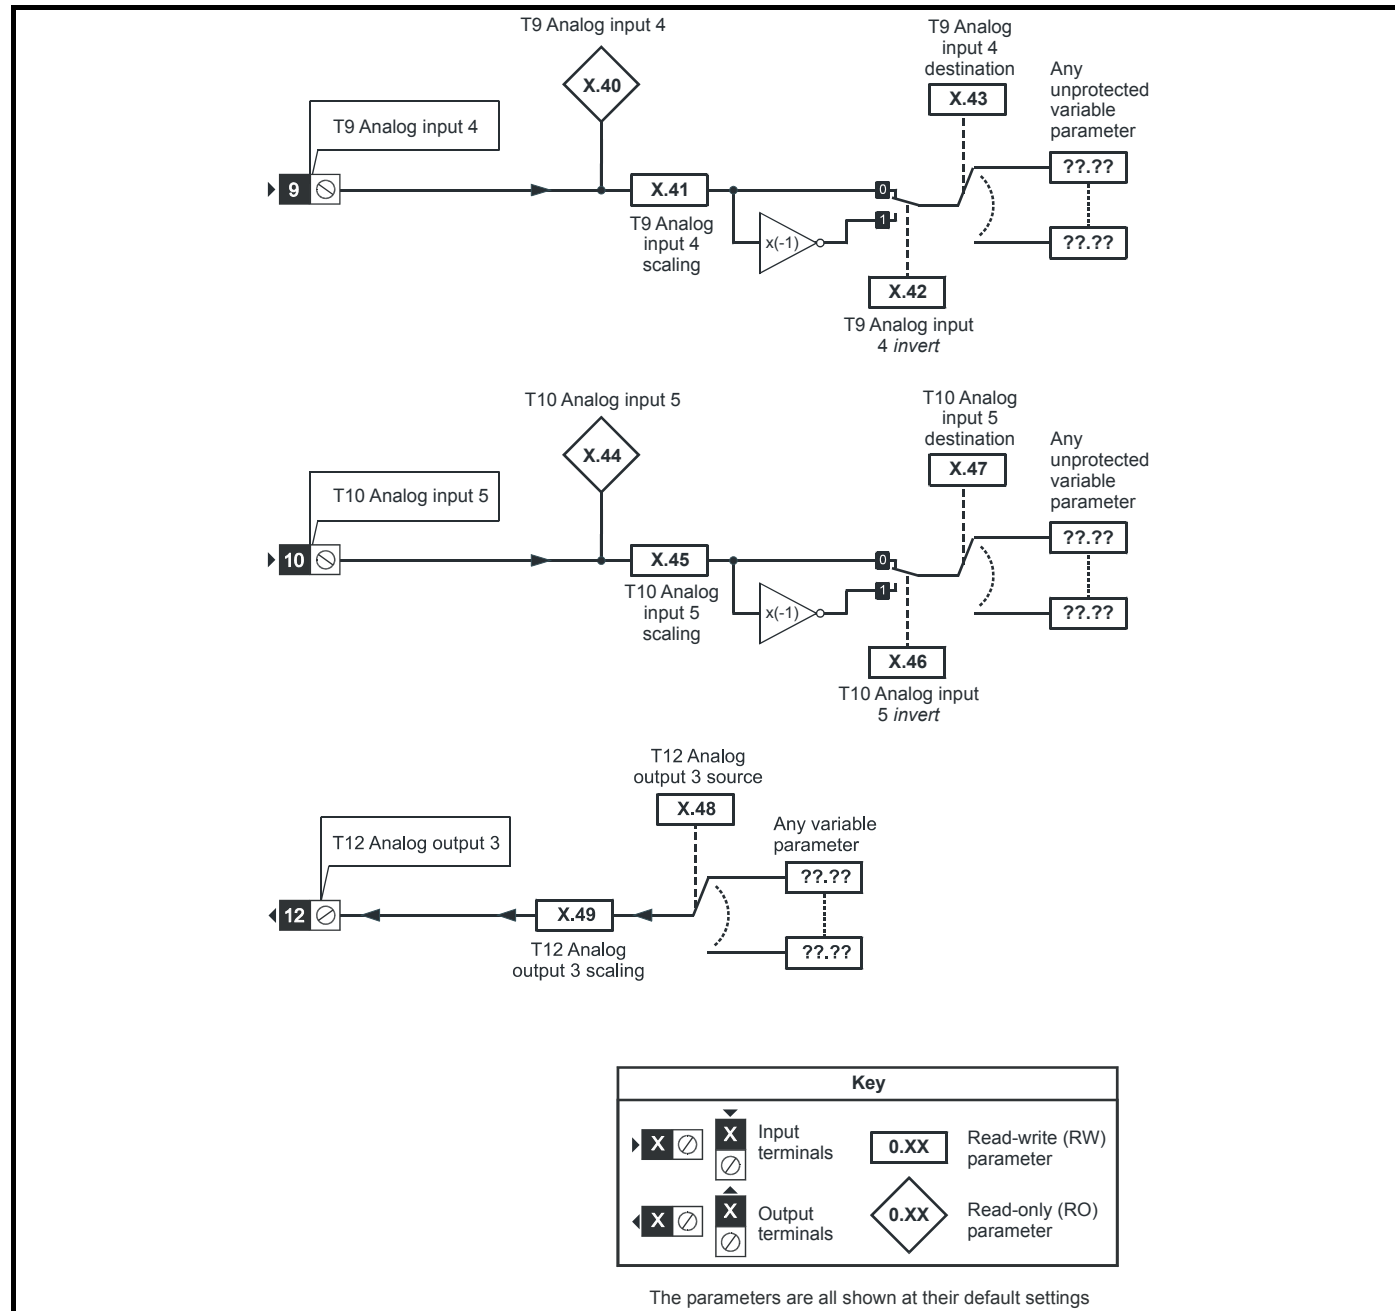 T9 Analog input 4
X.40
T9 Analog
input 4
destination
X.43
Any
unprotected
variable
parameter
T9 Analog input 4
9
X.41
T9 Analog
input 4
scaling
x(-1)
0
1
X.42
T9 Analog input
4 invert
??.??
??.??
T10 Analog input 5
X.44
T10 Analog
input 5
destination
X.47
Any
unprotected
variable
parameter
T10 Analog input 5
10
X.45
T10 Analog
input 5
scaling
x(-1)
0
1
X.46
T10 Analog input
5 invert
??.??
??.??
T12 Analog
output 3 source
X.48
Any variable
parameter
T12 Analog output 3
12
X.49
T12 Analog
output 3 scaling
??.??
??.??
Key
X
X
Input
terminals
0.XX
Read-write (RW)
parameter
X
X
Output
terminals
0.XX
Read-only (RO)
parameter
The parameters are all shown at their default settings